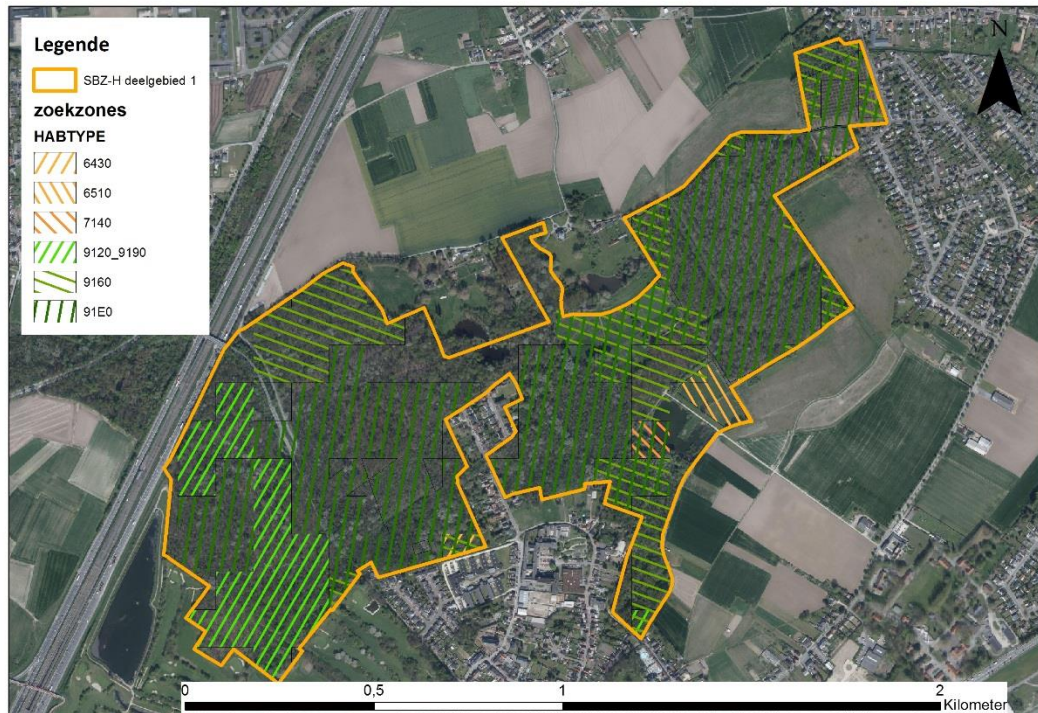 Legende
SBZ-H deelgebied 1
zoekzones
HABTYPE
6430
6510
7140
9120_9190
9160
91E0
N
0 0,5 1 2
Kilometer